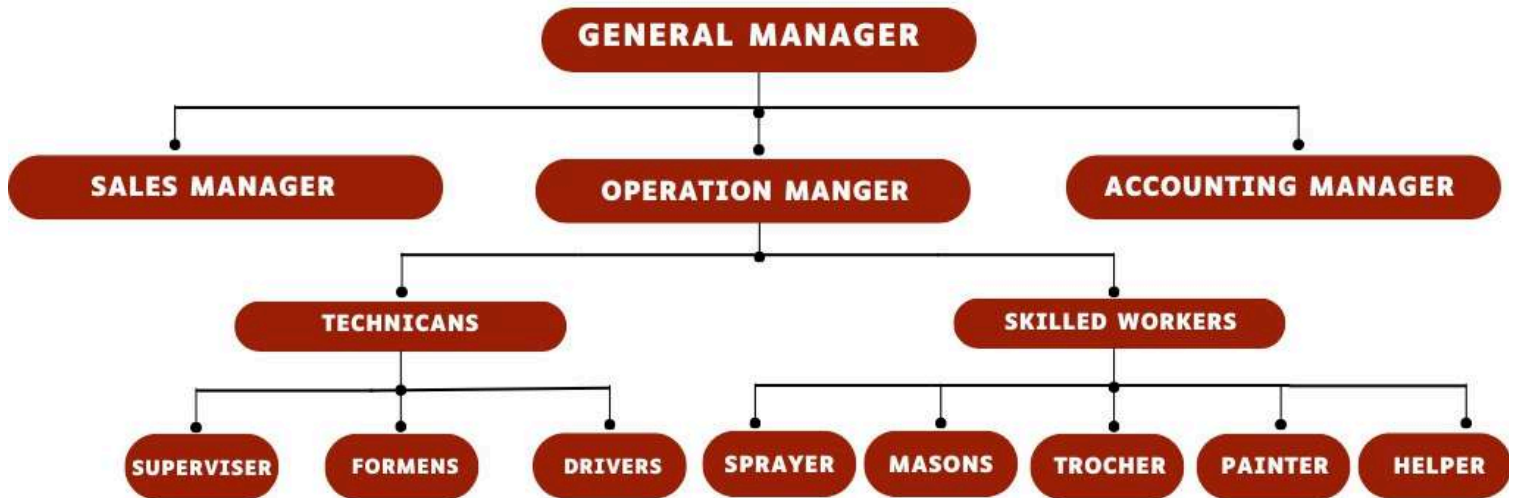 GENERAL MANAGER
SALES MANAGER
OPERATION MANGER
ACCOUNTING MANAGER
TECHNICANS
SKILLED WORKERS
SUPERVISER
FORMENS
DRIVERS
SPRAYER
MASONS
TROCHER
PAINTER
HELPER